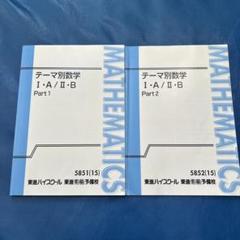 テーマ別数学
I・A/Ⅱ・B
Part 1
MATHEMATICS
5851(15)
東進ハイスクール 東進衛星予備校
テーマ別数学
I・A/Ⅱ・B
Part 2
MATHEMATICS
5852(15)
東進ハイスクール 東進衛星予備校